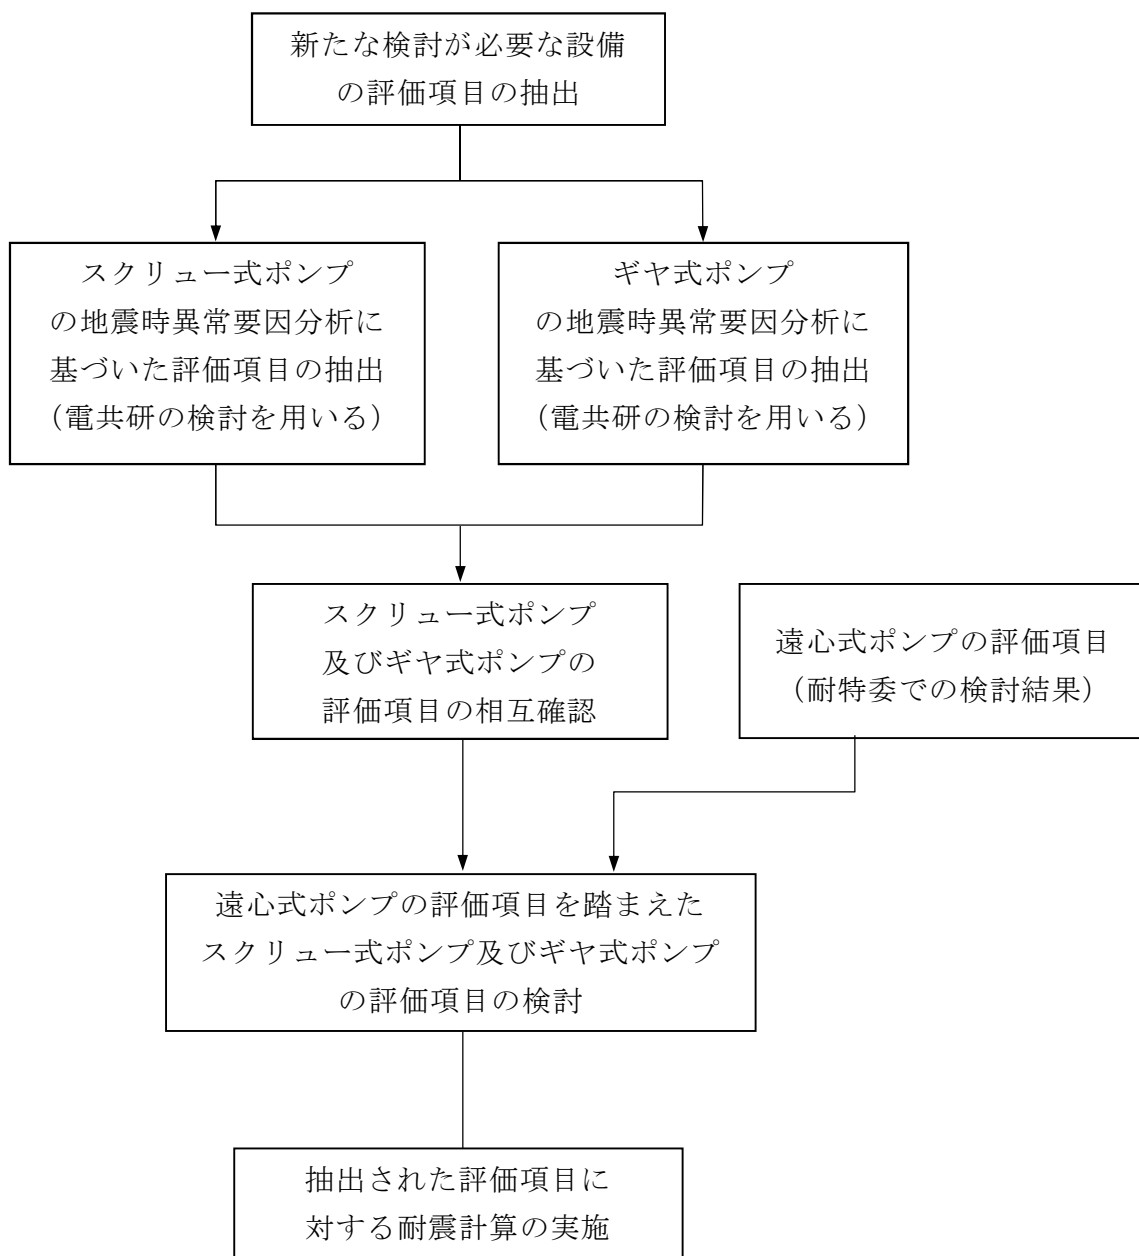 新たな検討が必要な設備
の評価項目の抽出
スクリュー式ポンプ
の地震時異常要因分析に
基づいた評価項目の抽出
（電共研の検討を用いる）
ギヤ式ポンプ
の地震時異常要因分析に
基づいた評価項目の抽出
（電共研の検討を用いる）
スクリュー式ポンプ
及びギヤ式ポンプの
評価項目の相互確認
遠心式ポンプの評価項目
（耐特委での検討結果）
遠心式ポンプの評価項目を踏まえた
スクリュー式ポンプ及びギヤ式ポンプ
の評価項目の検討
抽出された評価項目に
対する耐震計算の実施